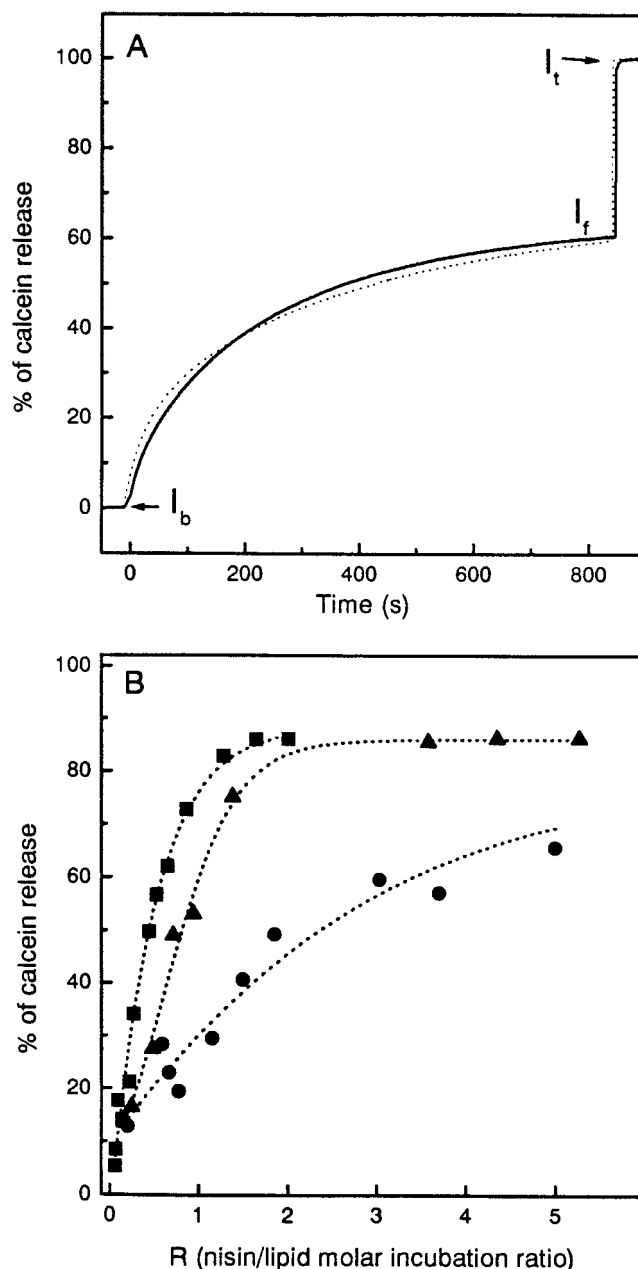 A
I_t
I_f
I_b
100
80
60
40
20
0
% of calcein release
0 200 400 600 800
Time (s)
B
100
80
60
40
20
0
% of calcein release
0 1 2 3 4 5
R (nisin/lipid molar incubation ratio)